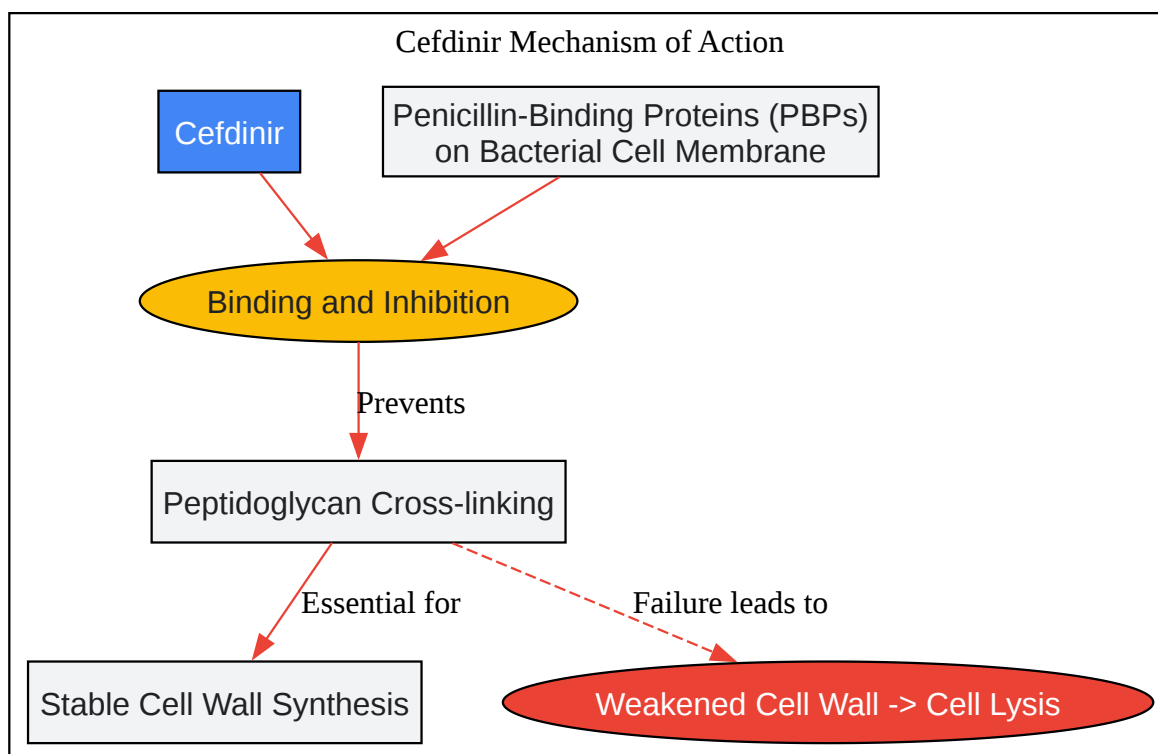 Cefdinir Mechanism of Action
Cefdinir
Penicillin-Binding Proteins (PBPs)
on Bacterial Cell Membrane
Binding and Inhibition
Prevents
Peptidoglycan Cross-linking
Essential for
Failure leads to
Stable Cell Wall Synthesis
Weakened Cell Wall -> Cell Lysis